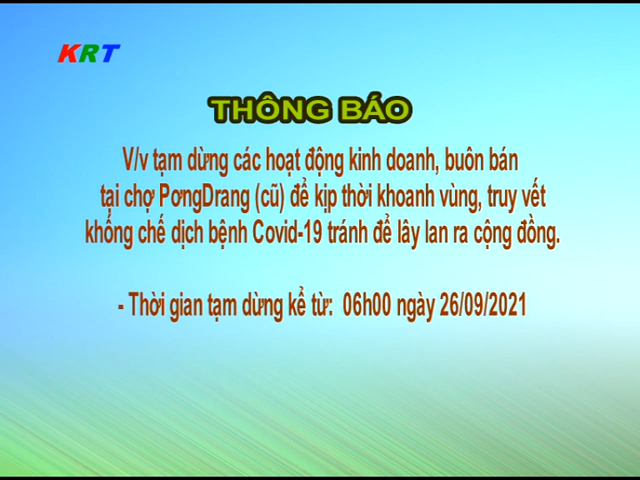 KRT
THÔNG BÁO
V/v tạm dừng các hoạt động kinh doanh, buôn bán
tại chợ PơngDrang (cũ) để kịp thời khoanh vùng, truy vết
khống chế dịch bệnh Covid-19 tránh để lây lan ra cộng đồng.
- Thời gian tạm dừng kể từ: 06h00 ngày 26/09/2021